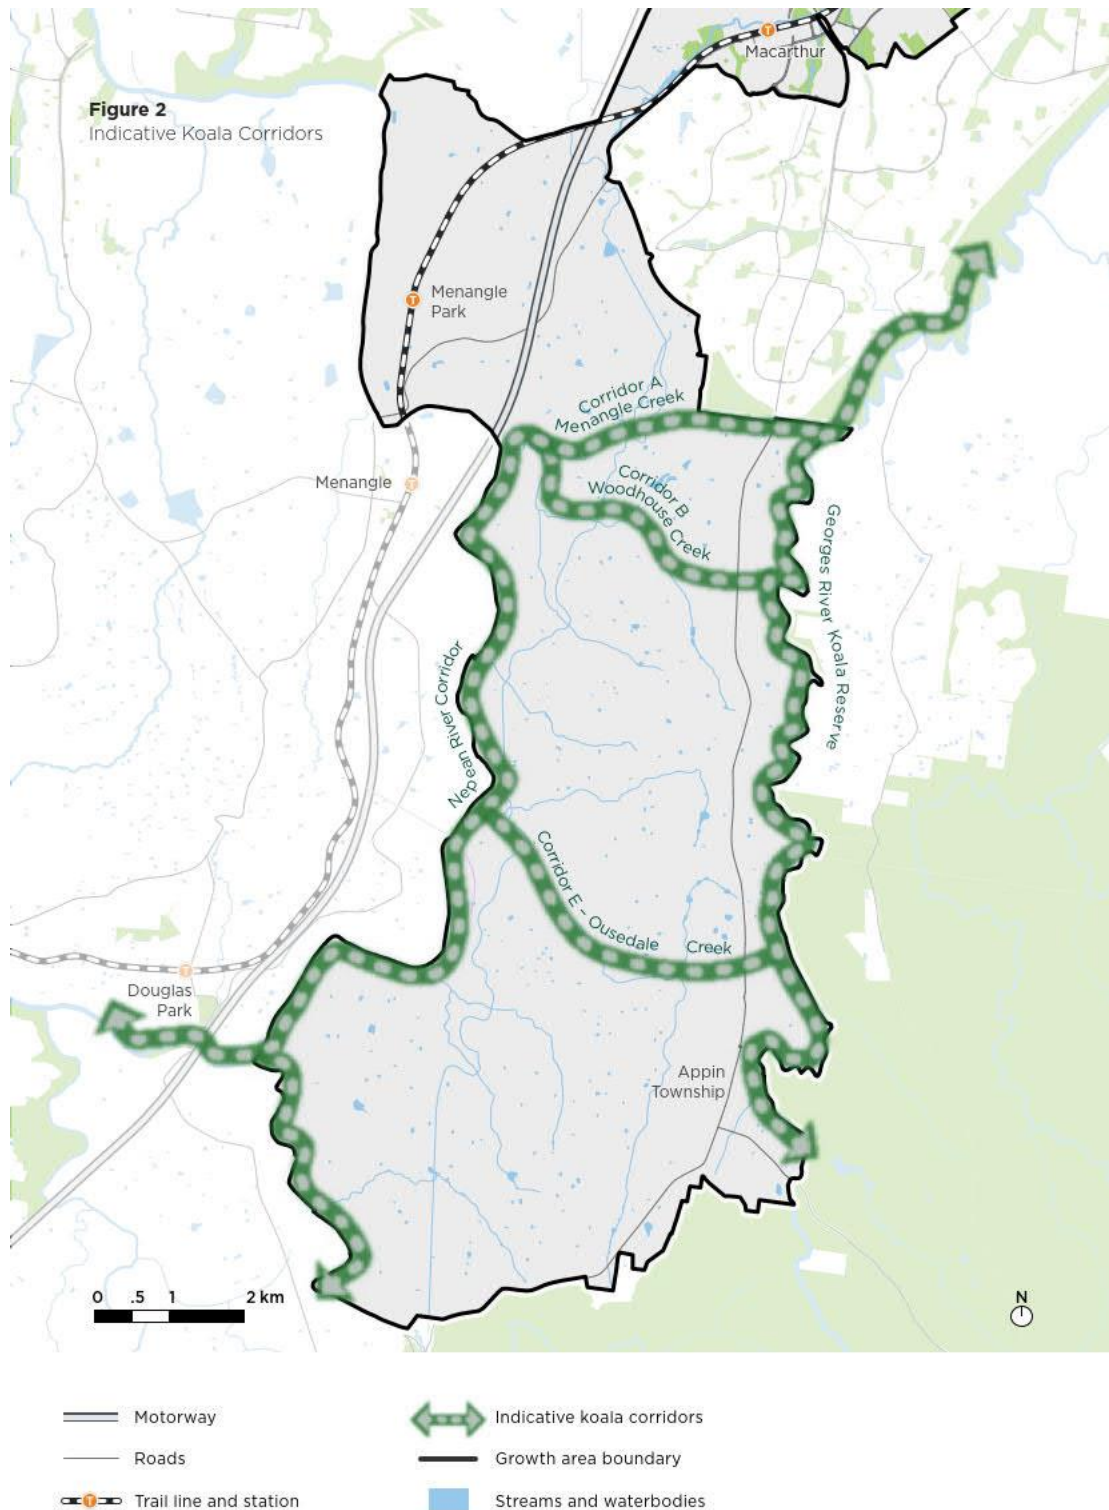 Macarthur
Figure 2
Indicative Koala Corridors
Menangle
Park
Corridor A
Menangle Creek
Menangle
Corridor B
Woodhouse Creek
Georges River Koala Reserve
Nepean River Corridor
Corridor E – Ousedale Creek
Douglas
Park
Appin
Township
0 .5 1 2 km
N
Motorway
Indicative koala corridors
Roads
Growth area boundary
T Trail line and station
Streams and waterbodies